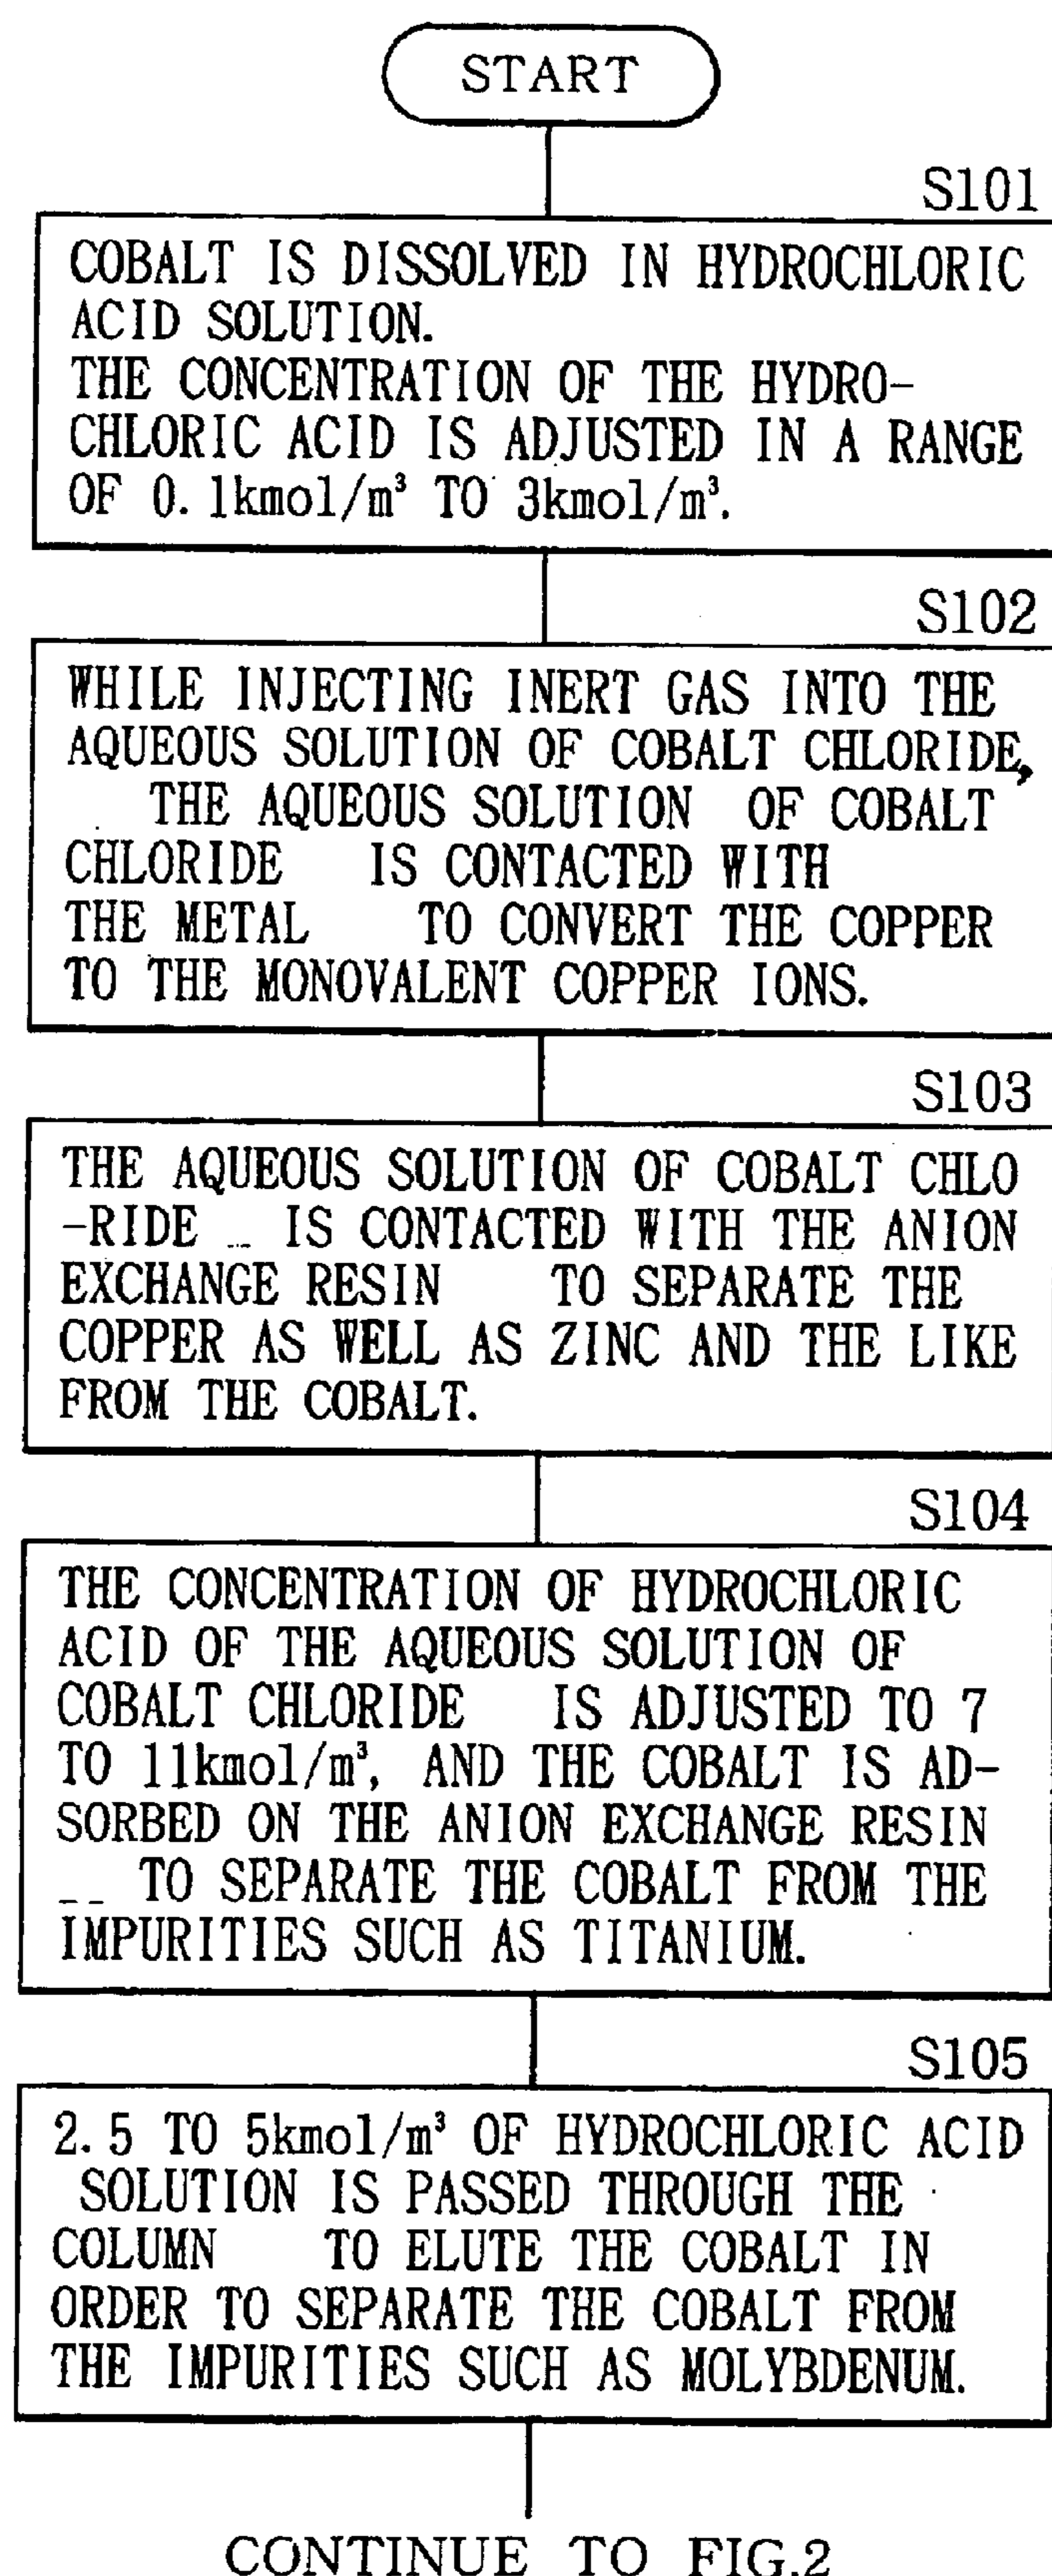 START
S101
COBALT IS DISSOLVED IN HYDROCHLORIC
ACID SOLUTION.
THE CONCENTRATION OF THE HYDRO-
CHLORIC ACID IS ADJUSTED IN A RANGE
OF 0.1kmol/m³ TO 3kmol/m³.
S102
WHILE INJECTING INERT GAS INTO THE
AQUEOUS SOLUTION OF COBALT CHLORIDE,
THE AQUEOUS SOLUTION OF COBALT
CHLORIDE IS CONTACTED WITH
THE METAL TO CONVERT THE COPPER
TO THE MONOVALENT COPPER IONS.
S103
THE AQUEOUS SOLUTION OF COBALT CHLO
-RIDE IS CONTACTED WITH THE ANION
EXCHANGE RESIN TO SEPARATE THE
COPPER AS WELL AS ZINC AND THE LIKE
FROM THE COBALT.
S104
THE CONCENTRATION OF HYDROCHLORIC
ACID OF THE AQUEOUS SOLUTION OF
COBALT CHLORIDE IS ADJUSTED TO 7
TO 11kmol/m³, AND THE COBALT IS AD-
SORBED ON THE ANION EXCHANGE RESIN
TO SEPARATE THE COBALT FROM THE
IMPURITIES SUCH AS TITANIUM.
S105
2.5 TO 5kmol/m³ OF HYDROCHLORIC ACID
SOLUTION IS PASSED THROUGH THE
COLUMN TO ELUTE THE COBALT IN
ORDER TO SEPARATE THE COBALT FROM
THE IMPURITIES SUCH AS MOLYBDENUM.
CONTINUE TO FIG.2